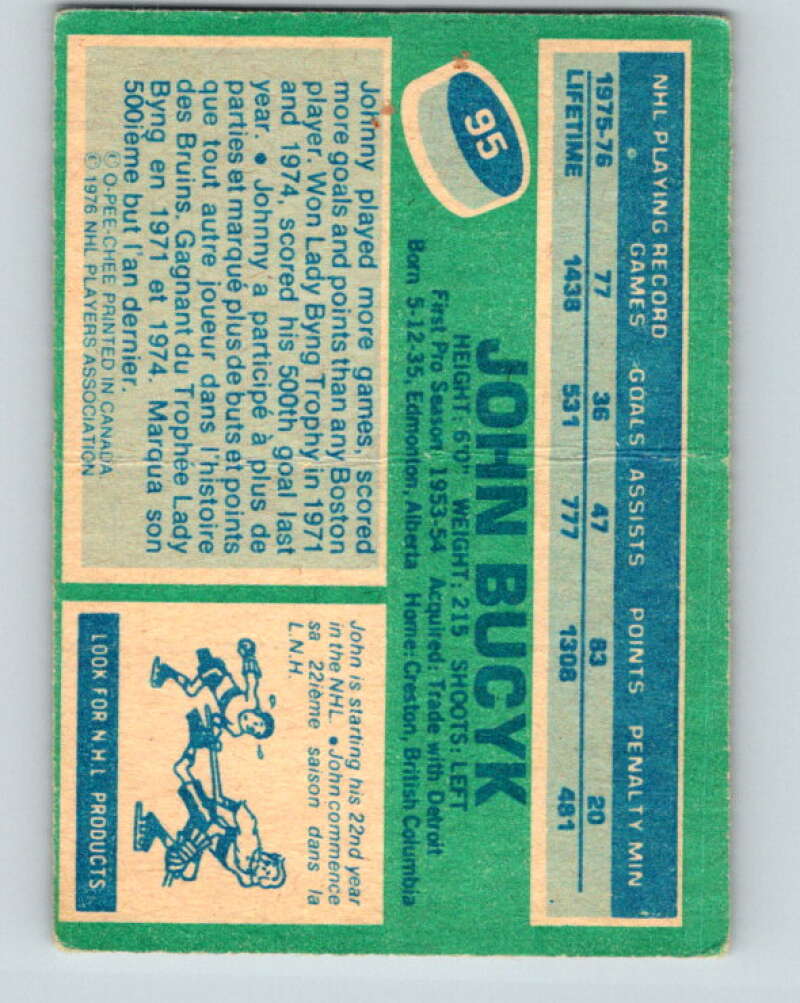 NHL PLAYING RECORD
GAMES GOALS ASSISTS POINTS PENALTY MIN
1975-76 77 36 47 83 20
LIFETIME 1438 531 777 1308 481
95
JOHN BUCYK
HEIGHT: 6'0" WEIGHT: 215 SHOOTS: LEFT
First Pro Season: 1953-54 Acquired: Trade with Detroit
Born 5-12-35, Edmonton, Alberta Home: Creston, British Columbia
Johnny played more games, scored
more goals and points than any Boston
player. Won Lady Byng Trophy in 1971
and 1974, scored his 500th goal last
year. • Johnny a participé à plus de
parties et marqué plus de buts et points
que tout autre joueur dans l'histoire
des Bruins. Gagnant du Trophée Lady
Byng en 1971 et 1974. Marqua son
500ième but l'an dernier.
© O-PEE-CHEE PRINTED IN CANADA
© 1976 NHL PLAYERS ASSOCIATION
John is starting his 22nd year
in the NHL. • John commence
sa 22ième saison dans la
L.N.H.
LOOK FOR N.H.L PRODUCTS